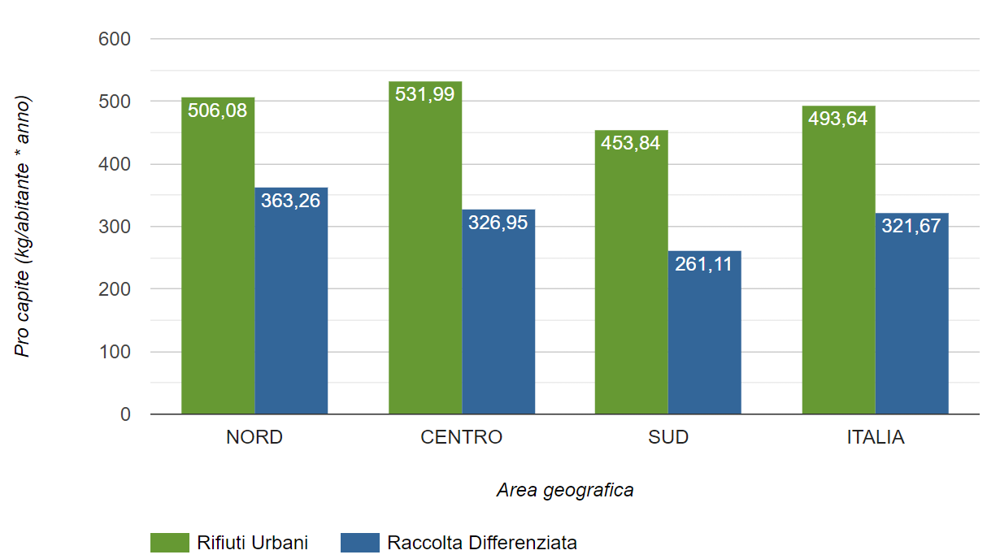 600
500
400
300
200
100
0
Pro capite (kg/abitante * anno)
506,08
363,26
531,99
326,95
453,84
261,11
493,64
321,67
NORD
CENTRO
SUD
ITALIA
Area geografica
Rifiuti Urbani
Raccolta Differenziata